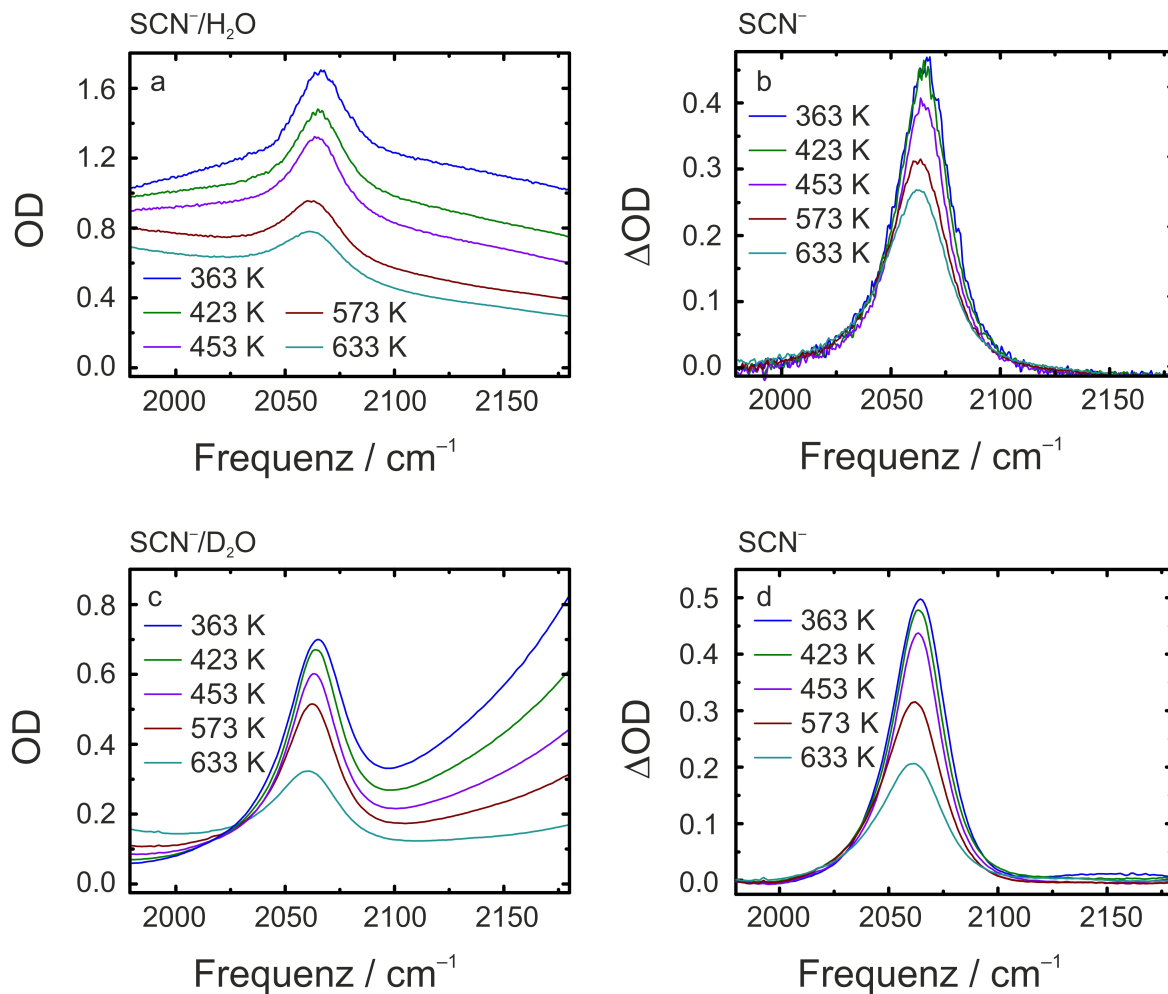 SCN⁻/H₂O
a
OD
1.6
1.2
0.8
0.4
0.0
363 K
423 K
453 K
573 K
633 K
2000 2050 2100 2150
Frequenz / cm⁻¹
SCN⁻
b
ΔOD
0.4
0.3
0.2
0.1
0.0
363 K
423 K
453 K
573 K
633 K
2000 2050 2100 2150
Frequenz / cm⁻¹
SCN⁻/D₂O
c
OD
0.8
0.6
0.4
0.2
0.0
363 K
423 K
453 K
573 K
633 K
2000 2050 2100 2150
Frequenz / cm⁻¹
SCN⁻
d
ΔOD
0.5
0.4
0.3
0.2
0.1
0.0
363 K
423 K
453 K
573 K
633 K
2000 2050 2100 2150
Frequenz / cm⁻¹